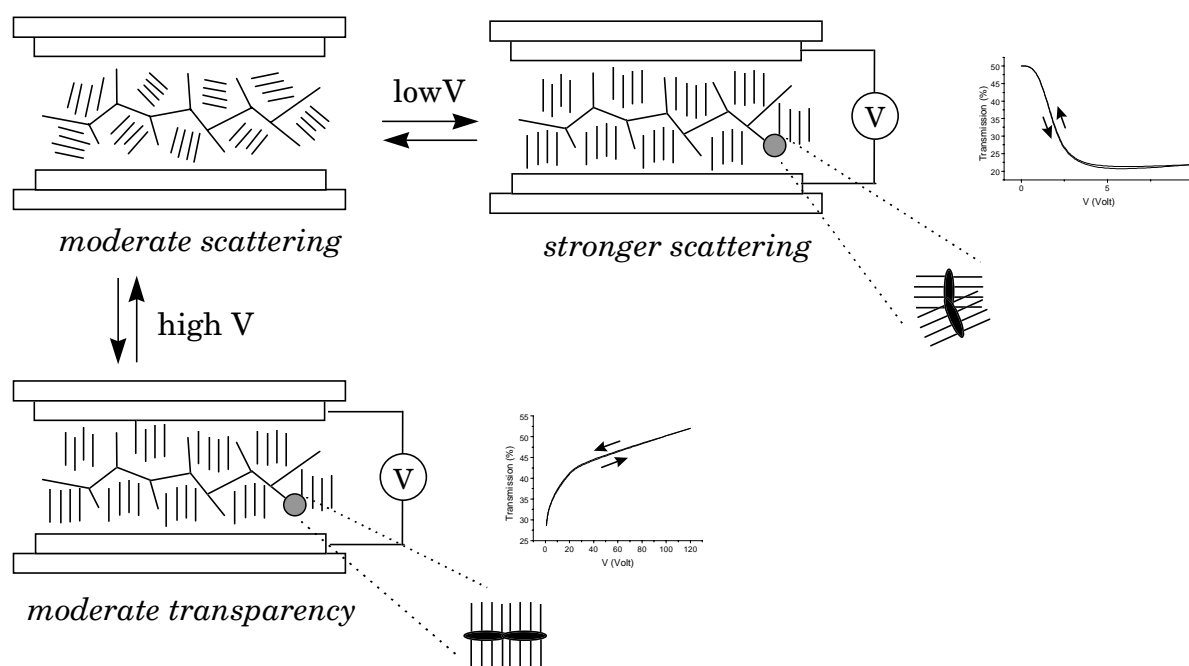 lowV
V
moderate scattering
stronger scattering
Transmission (%)
50
45
40
35
30
25
20
0
5
V (Volt)
high V
V
moderate transparency
Transmission (%)
55
50
45
40
35
30
25
0
20
40
60
80
100
120
V (Volt)